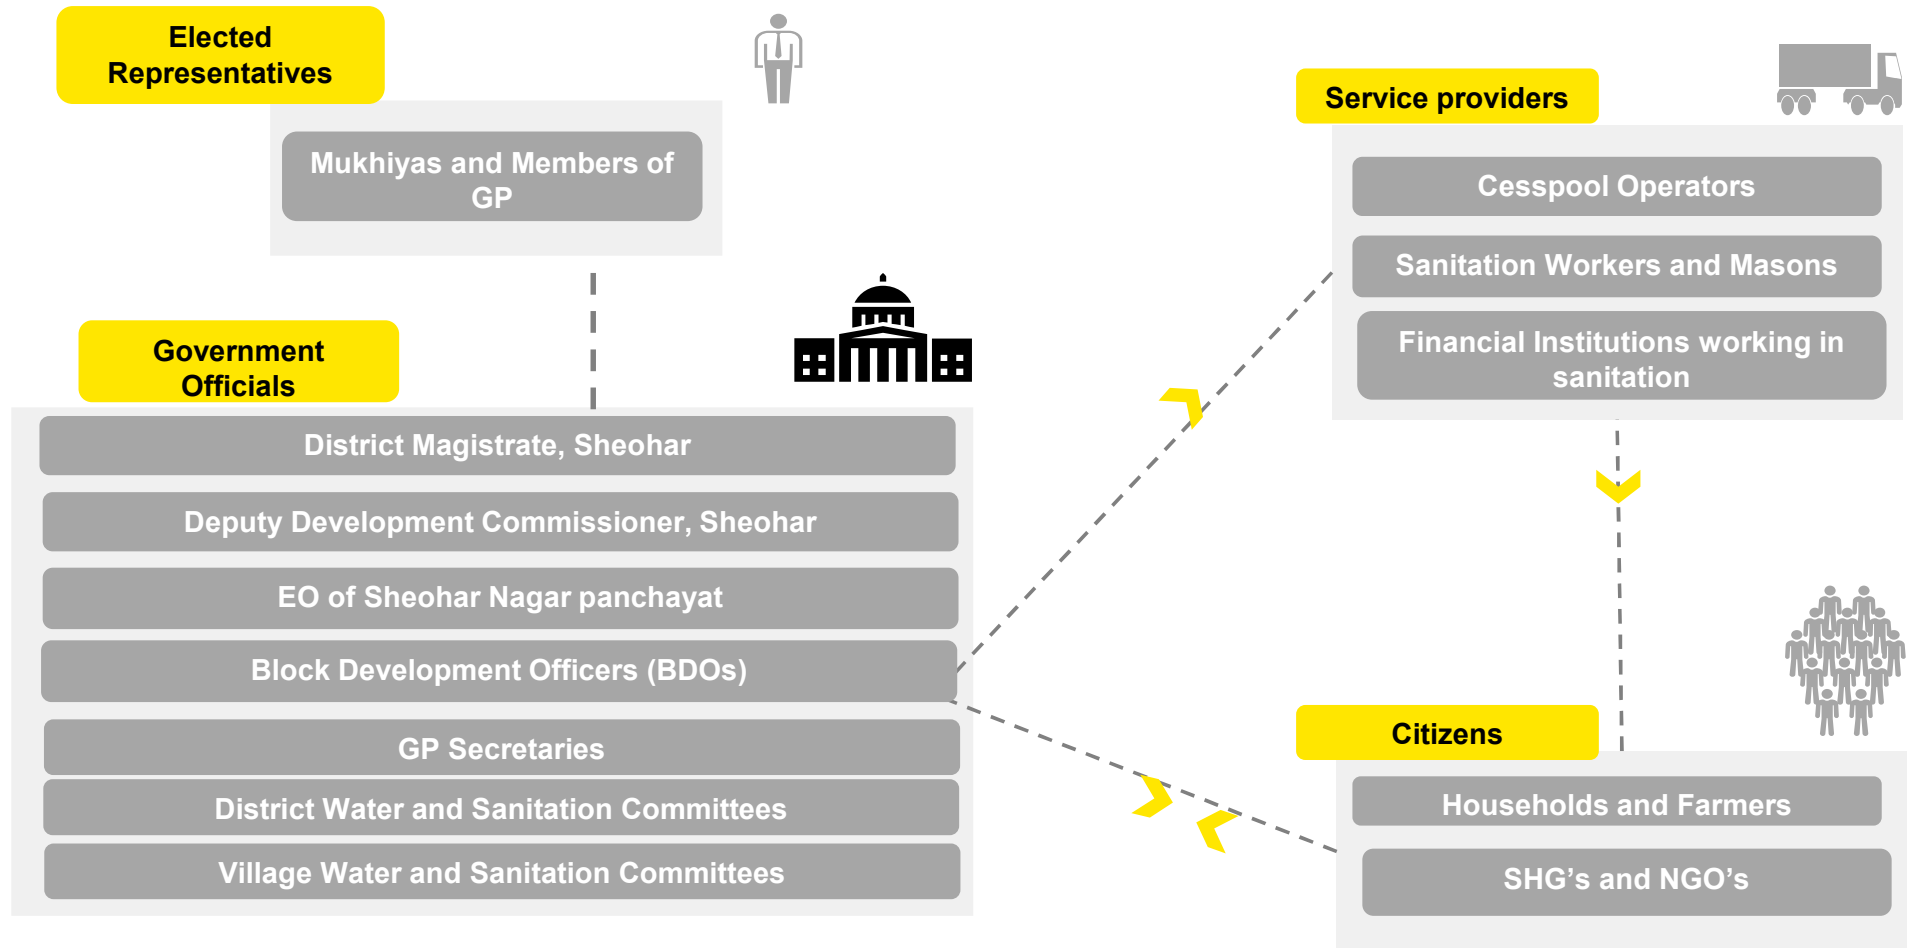 Elected
Representatives
Mukhiyas and Members of
GP
Government
Officials
District Magistrate, Sheohar
Deputy Development Commissioner, Sheohar
EO of Sheohar Nagar panchayat
Block Development Officers (BDOs)
GP Secretaries
District Water and Sanitation Committees
Village Water and Sanitation Committees
Service providers
Cesspool Operators
Sanitation Workers and Masons
Financial Institutions working in
sanitation
Citizens
Households and Farmers
SHG’s and NGO’s